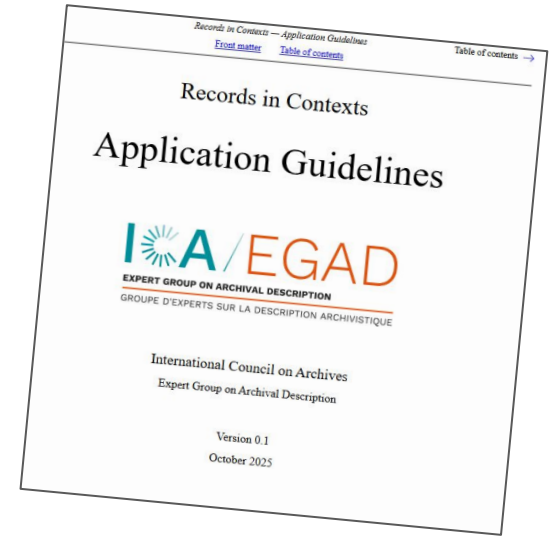 Records in Contexts — Application Guidelines
Front matter Table of contents Table of contents →
Records in Contexts
Application Guidelines
ICA/EGAD
EXPERT GROUP ON ARCHIVAL DESCRIPTION
GROUPE D'EXPERTS SUR LA DESCRIPTION ARCHIVISTIQUE
International Council on Archives
Expert Group on Archival Description
Version 0.1
October 2025